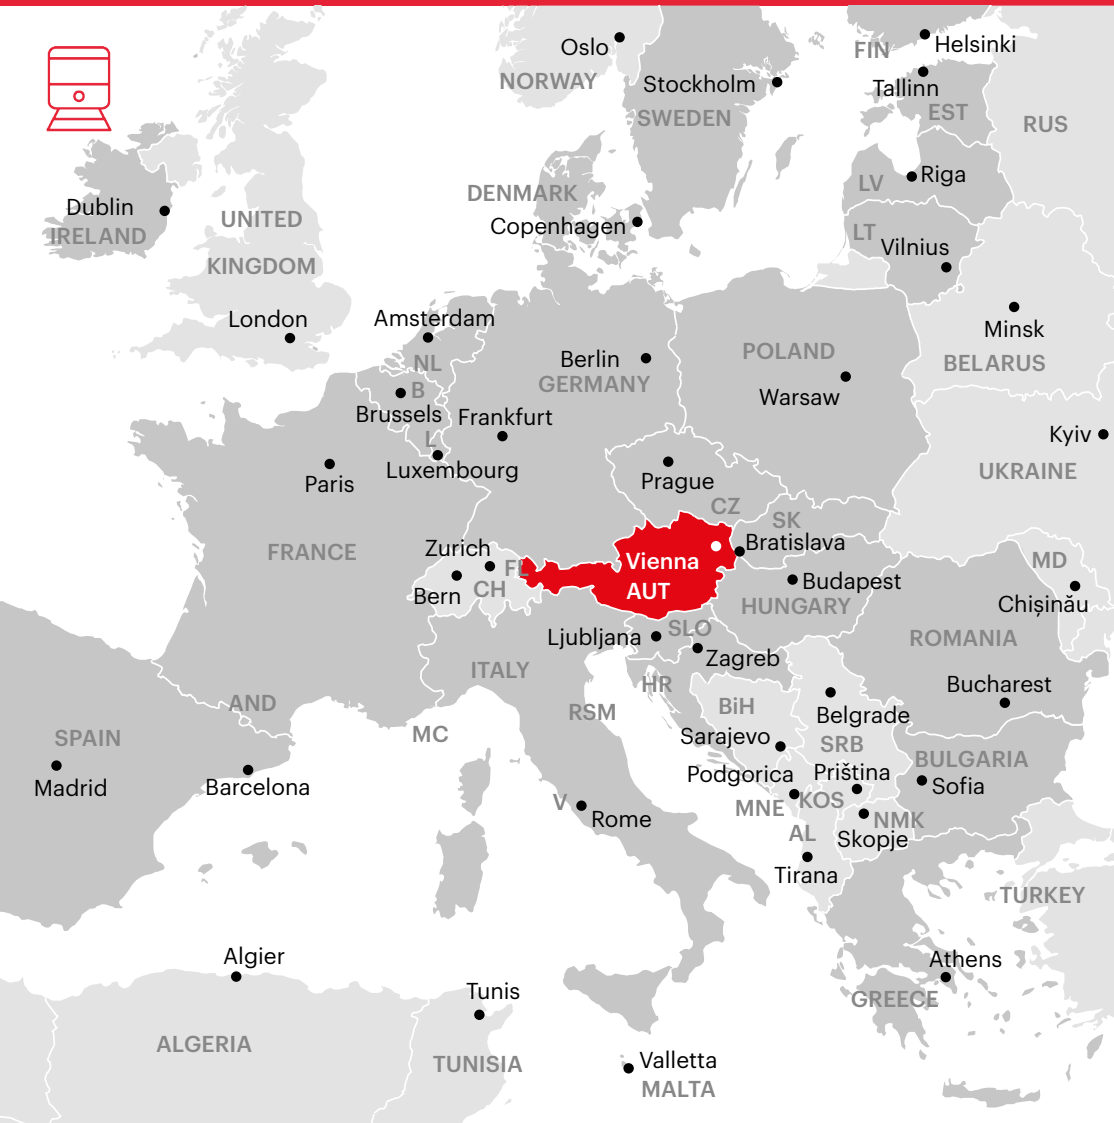 Oslo
NORWAY
Stockholm
SWEDEN
FIN
Helsinki
Tallinn
EST
RUS
Riga
LV
LT
Vilnius
DENMARK
Copenhagen
Dublin
IRELAND
UNITED
KINGDOM
London
Amsterdam
NL
B
Brussels
L
Luxembourg
Frankfurt
Berlin
GERMANY
POLAND
Warsaw
Minsk
BELARUS
Kyiv
UKRAINE
Paris
FRANCE
Prague
CZ
SK
Bratislava
Vienna
AUT
Zurich
FL
CH
Bern
Budapest
HUNGARY
MD
Chișinău
ROMANIA
Bucharest
Ljubljana
SLO
Zagreb
HR
ITALY
RSM
BiH
Sarajevo
Belgrade
SRB
Podgorica
Priština
MNE
KOS
BULGARIA
Sofia
NMK
Skopje
AL
Tirana
AND
MC
SPAIN
Madrid
Barcelona
V
Rome
TURKEY
Athens
GREECE
Algier
ALGERIA
Tunis
TUNISIA
Valletta
MALTA